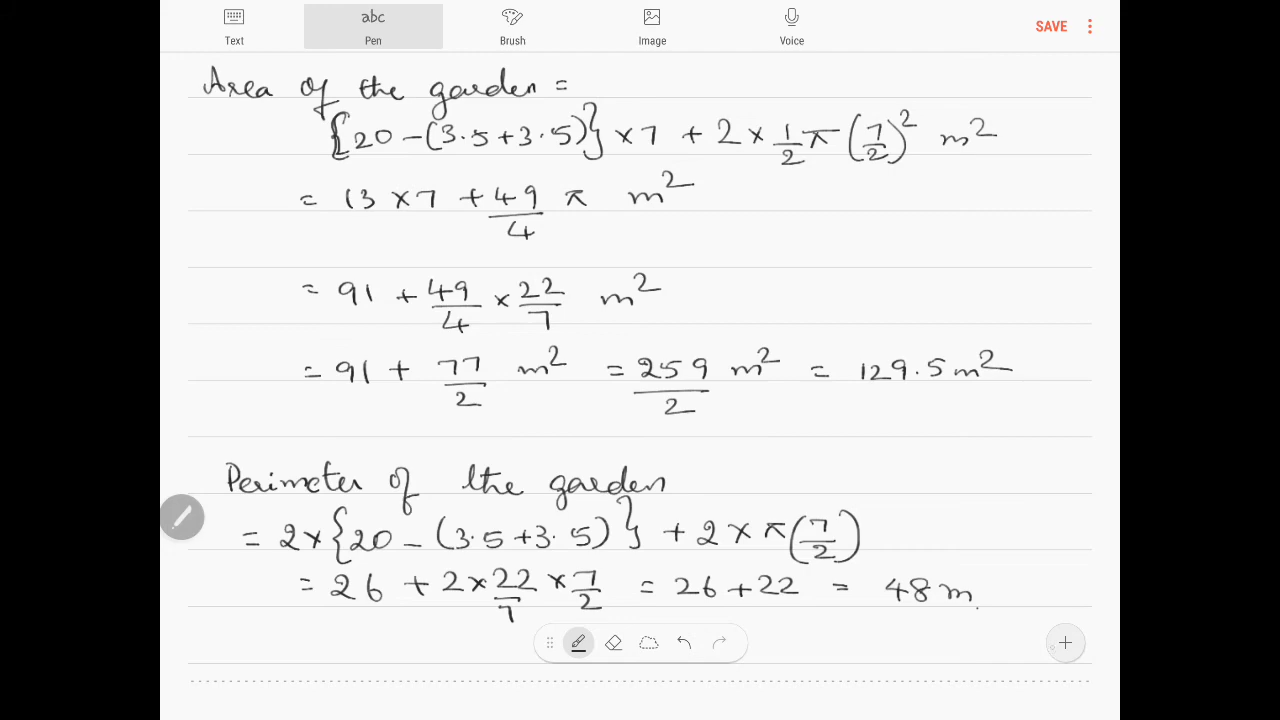 Text
abc
Pen
Brush
Image
Voice
SAVE
Area of the garden =
{20 - (3.5 + 3.5)} × 7 + 2 × 1/2 π (7/2)² m²
= 13 × 7 + 49/4 π m²
= 91 + 49/4 × 22/7 m²
= 91 + 77/2 m² = 259/2 m² = 129.5 m²
Perimeter of the garden
= 2 × {20 - (3.5 + 3.5)} + 2 × π (7/2)
= 26 + 2 × 22/7 × 7/2 = 26 + 22 = 48 m.